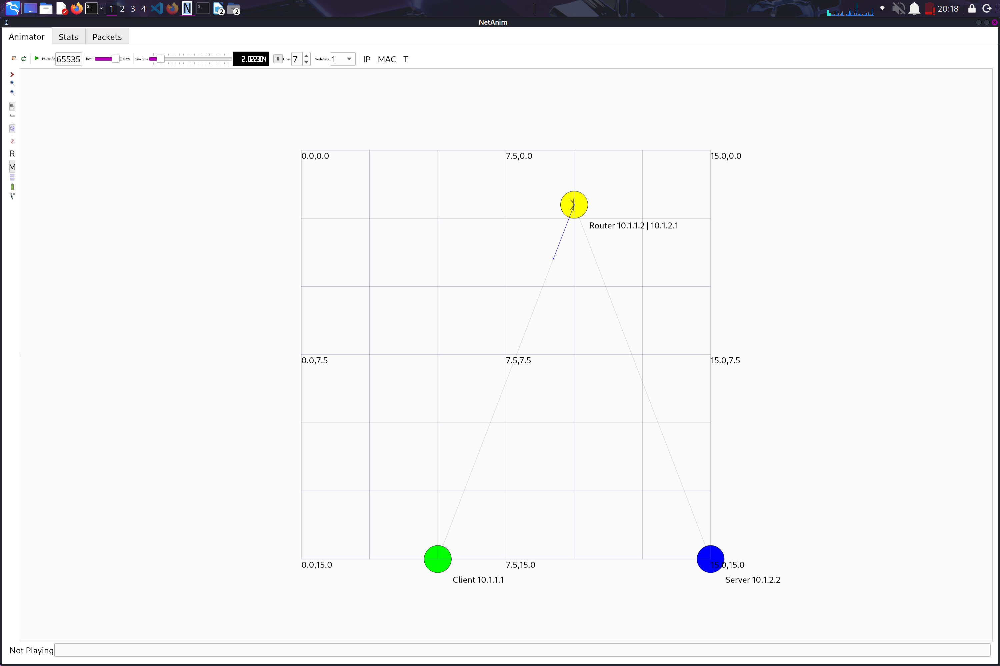 1 2 3 4 N 2 2 20:18
N NetAnim
Animator Stats Packets
Pause At 65535 fast slow Sim time 2.022304 # Lines 7 Node Size 1 IP MAC T
R
M
0.0,0.0 7.5,0.0 15.0,0.0
Router 10.1.1.2 | 10.1.2.1
0.0,7.5 7.5,7.5 15.0,7.5
0.0,15.0 7.5,15.0 15.0,15.0
Client 10.1.1.1 Server 10.1.2.2
Not Playing